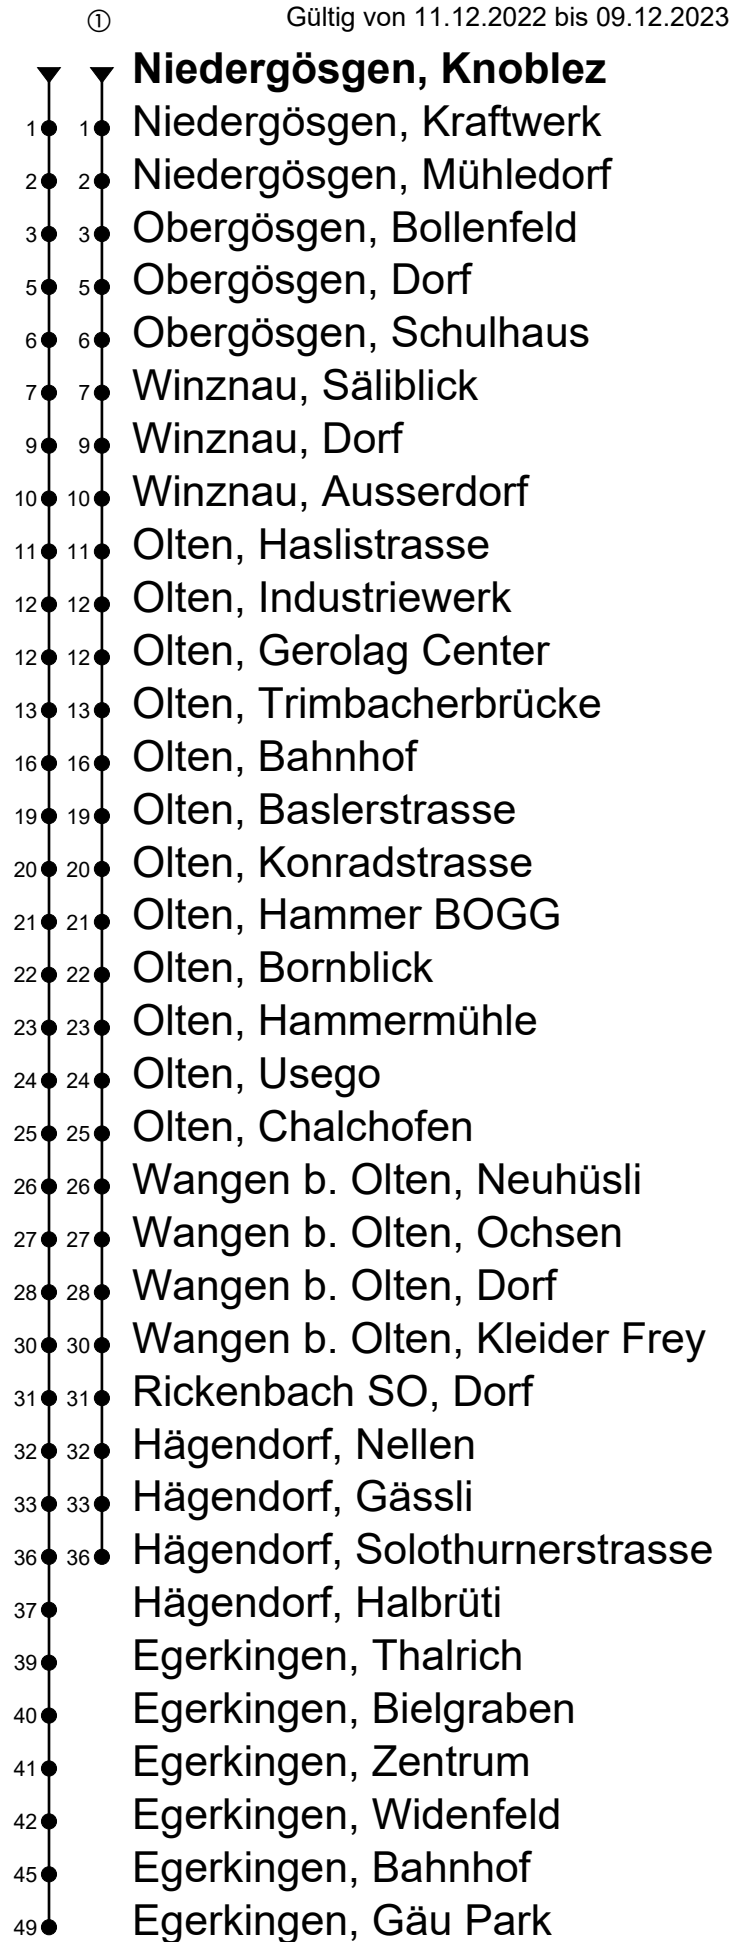 ① Gültig von 11.12.2022 bis 09.12.2023
Niedergösgen, Knoblez
1 1 Niedergösgen, Kraftwerk
2 2 Niedergösgen, Mühledorf
3 3 Obergösgen, Bollenfeld
5 5 Obergösgen, Dorf
6 6 Obergösgen, Schulhaus
7 7 Winznau, Säliblick
9 9 Winznau, Dorf
10 10 Winznau, Ausserdorf
11 11 Olten, Haslistrasse
12 12 Olten, Industriewerk
12 12 Olten, Gerolag Center
13 13 Olten, Trimbacherbrücke
16 16 Olten, Bahnhof
19 19 Olten, Baslerstrasse
20 20 Olten, Konradstrasse
21 21 Olten, Hammer BOGG
22 22 Olten, Bornblick
23 23 Olten, Hammermühle
24 24 Olten, Usego
25 25 Olten, Chalchofen
26 26 Wangen b. Olten, Neuhüsli
27 27 Wangen b. Olten, Ochsen
28 28 Wangen b. Olten, Dorf
30 30 Wangen b. Olten, Kleider Frey
31 31 Rickenbach SO, Dorf
32 32 Hägendorf, Nellen
33 33 Hägendorf, Gässli
36 36 Hägendorf, Solothurnerstrasse
37 Hägendorf, Halbrüti
39 Egerkingen, Thalrich
40 Egerkingen, Bielgraben
41 Egerkingen, Zentrum
42 Egerkingen, Widenfeld
45 Egerkingen, Bahnhof
49 Egerkingen, Gäu Park